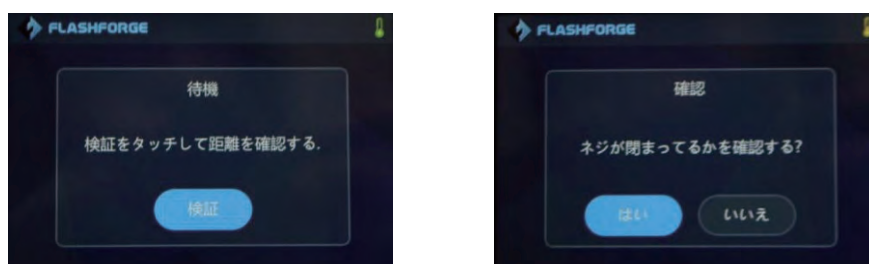 FLASHFORGE
待機
検証をタッチして距離を確認する.
検証
FLASHFORGE
確認
ネジが閉まってるかを確認する?
はい
いいえ